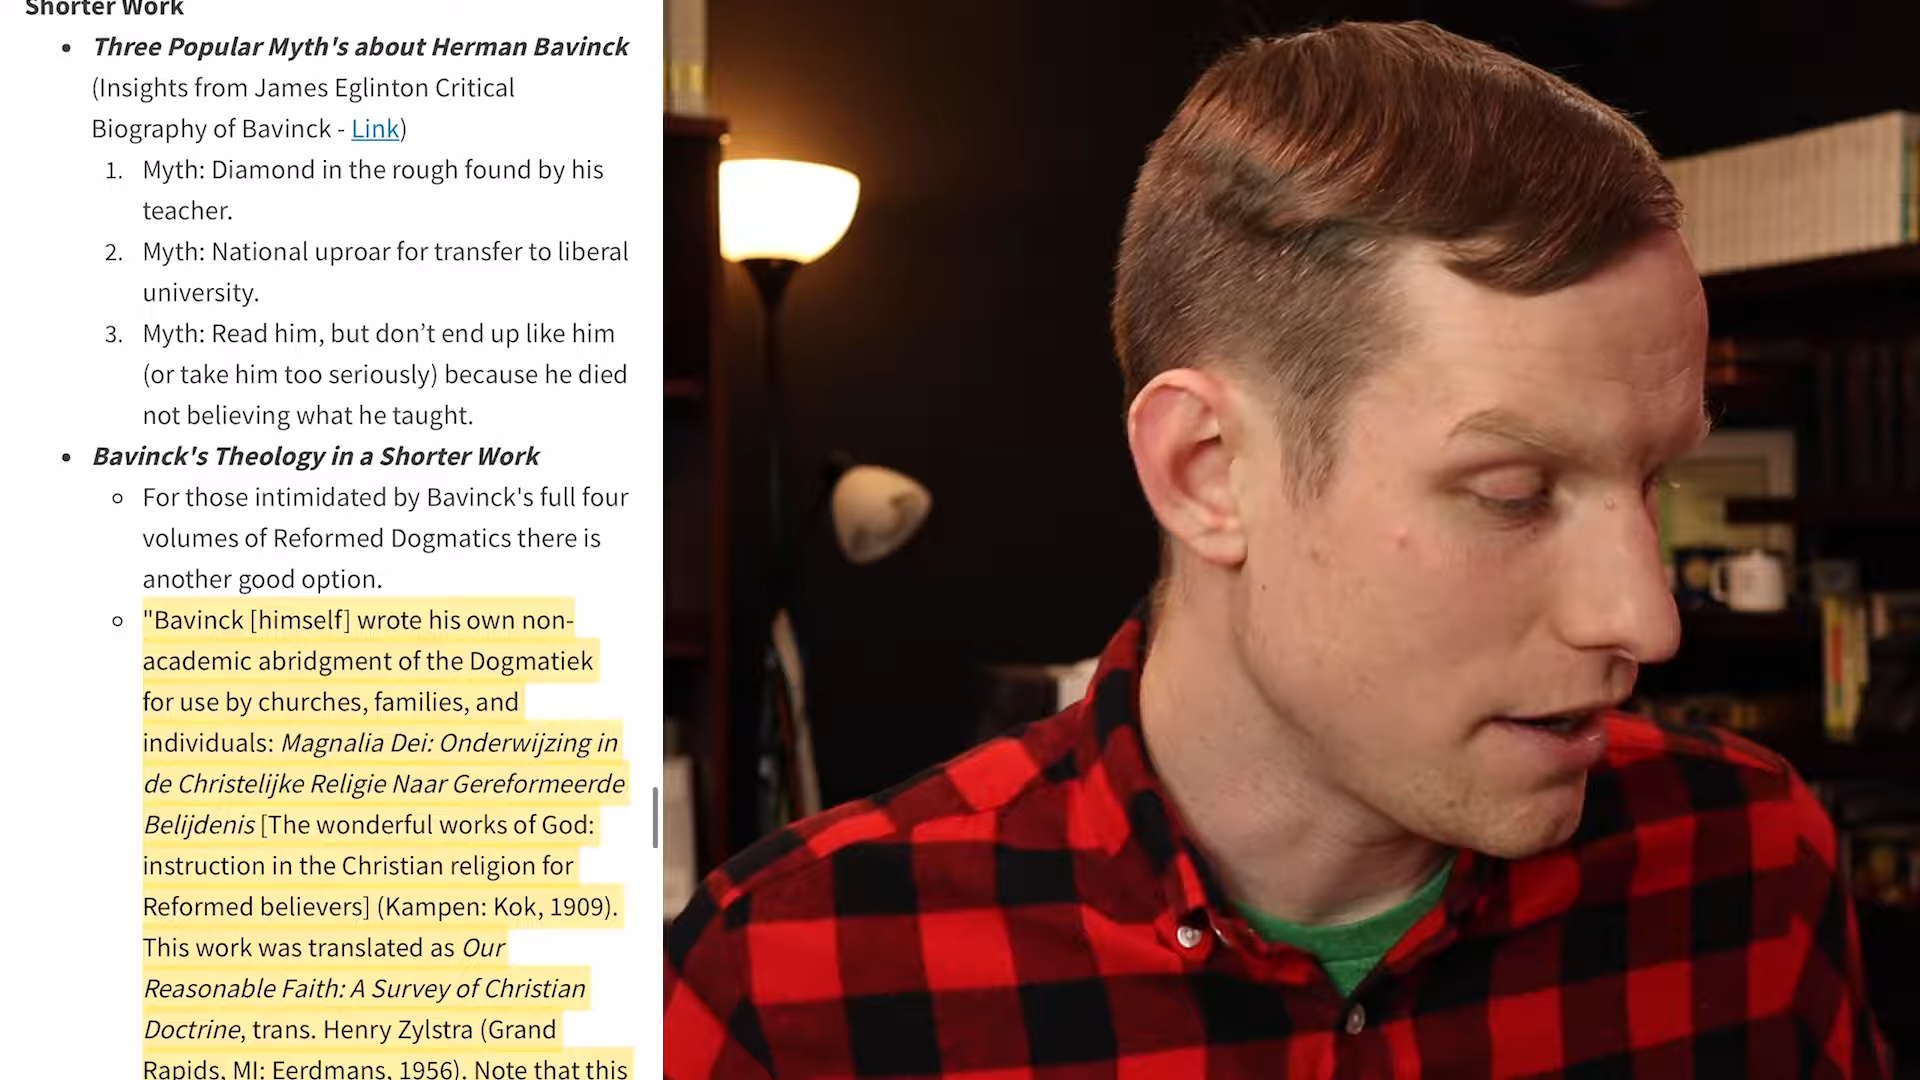 Shorter Work
• Three Popular Myth's about Herman Bavinck
(Insights from James Eglinton Critical
Biography of Bavinck - Link)
1. Myth: Diamond in the rough found by his
teacher.
2. Myth: National uproar for transfer to liberal
university.
3. Myth: Read him, but don’t end up like him
(or take him too seriously) because he died
not believing what he taught.
• Bavinck's Theology in a Shorter Work
○ For those intimidated by Bavinck's full four
volumes of Reformed Dogmatics there is
another good option.
○ "Bavinck [himself] wrote his own non-
academic abridgment of the Dogmatiek
for use by churches, families, and
individuals: Magnalia Dei: Onderwijzing in
de Christelijke Religie Naar Gereformeerde
Belijdenis [The wonderful works of God:
instruction in the Christian religion for
Reformed believers] (Kampen: Kok, 1909).
This work was translated as Our
Reasonable Faith: A Survey of Christian
Doctrine, trans. Henry Zylstra (Grand
Rapids, MI: Eerdmans, 1956). Note that this